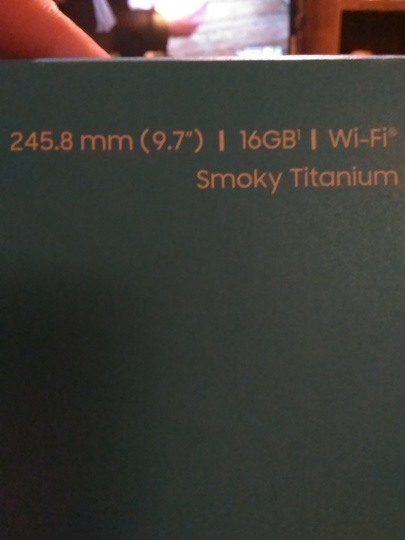 245.8 mm (9.7") | 16GB¹ | Wi-Fi®
Smoky Titanium